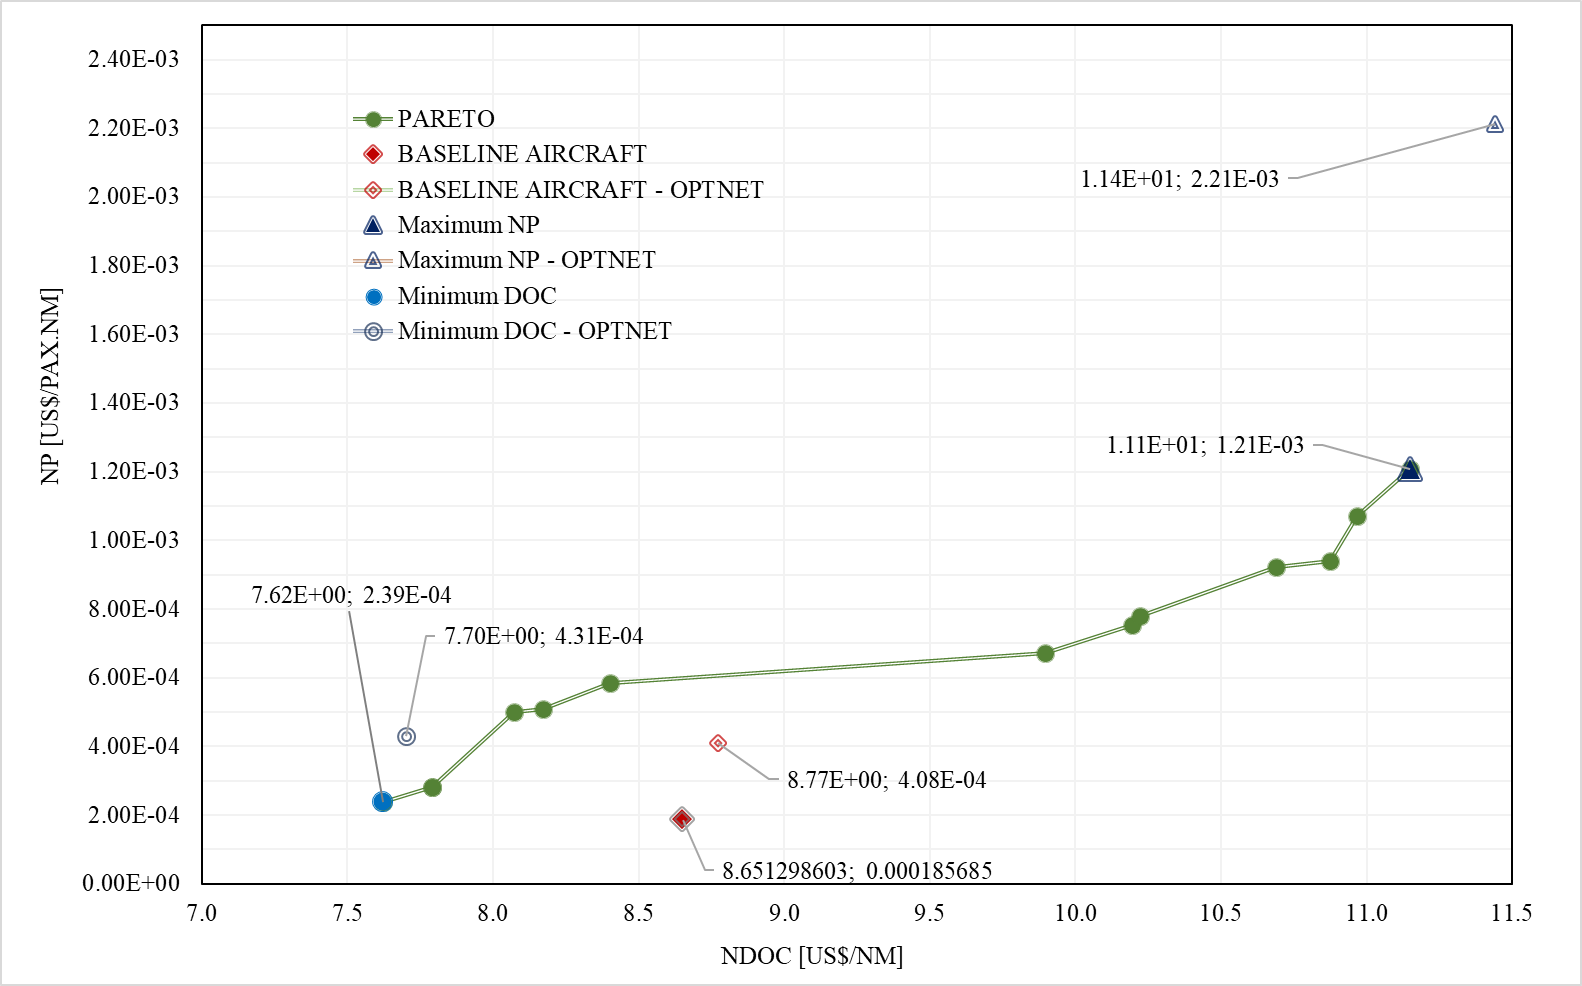 2.40E-03
2.20E-03
2.00E-03
1.80E-03
1.60E-03
1.40E-03
1.20E-03
1.00E-03
8.00E-04
6.00E-04
4.00E-04
2.00E-04
0.00E+00
NP [US$/PAX.NM]
PARETO
BASELINE AIRCRAFT
BASELINE AIRCRAFT - OPTNET
Maximum NP
Maximum NP - OPTNET
Minimum DOC
Minimum DOC - OPTNET
1.14E+01; 2.21E-03
1.11E+01; 1.21E-03
7.62E+00; 2.39E-04
7.70E+00; 4.31E-04
8.77E+00; 4.08E-04
8.651298603; 0.000185685
7.0 7.5 8.0 8.5 9.0 9.5 10.0 10.5 11.0 11.5
NDOC [US$/NM]